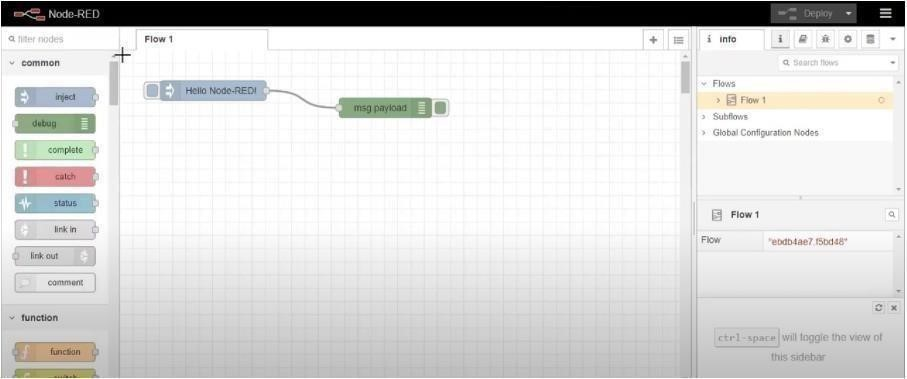 Node-RED
Deploy
filter nodes
Flow 1
i info
i
Search flows
common
inject
debug
complete
catch
status
link in
link out
comment
function
function
switch
Hello Node-RED!
msg.payload
Flows
Flow 1
Subflows
Global Configuration Nodes
Flow 1
Flow "ebdb4ae7.f5bd48"
ctrl-space will toggle the view of
this sidebar